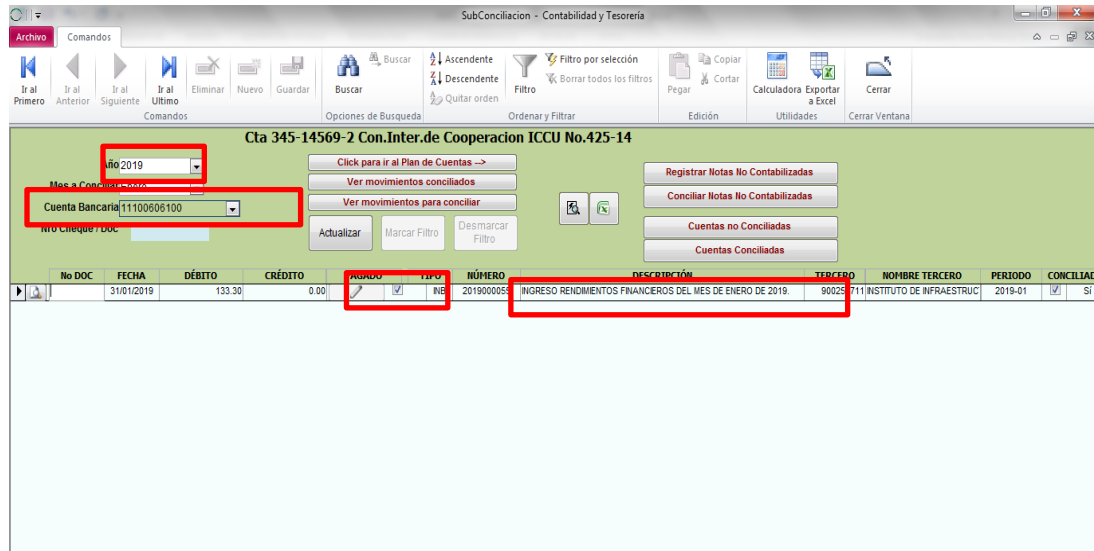 SubConciliacion - Contabilidad y Tesorería
Archivo Comandos
Ir al Primero
Ir al Anterior
Ir al Siguiente
Ir al Ultimo
Eliminar
Nuevo
Guardar
Comandos
Buscar
Buscar
Opciones de Busqueda
Ascendente
Descendente
Quitar orden
Filtro
Filtro por selección
Borrar todos los filtros
Ordenar y Filtrar
Pegar
Copiar
Cortar
Edición
Calculadora
Exportar a Excel
Utilidades
Cerrar
Cerrar Ventana
Cta 345-14569-2 Con.Inter.de Cooperacion ICCU No.425-14
Año 2019
Mes a Conciliar Enero
Cuenta Bancaria 11100606100
Nro Cheque / Doc
Click para ir al Plan de Cuentas -->
Ver movimientos conciliados
Ver movimientos para conciliar
Actualizar
Marcar Filtro
Desmarcar Filtro
Registrar Notas No Contabilizadas
Conciliar Notas No Contabilizadas
Cuentas no Conciliadas
Cuentas Conciliadas
No DOC FECHA DÉBITO CRÉDITO AGADO TIPO NÚMERO DESCRIPCIÓN TERCERO NOMBRE TERCERO PERIODO CONCILIAD
31/01/2019 133.30 0.00 INB 2019000055 INGRESO RENDIMIENTOS FINANCIEROS DEL MES DE ENERO DE 2019. INSTITUTO DE INFRAESTRUC 2019-01 Sí